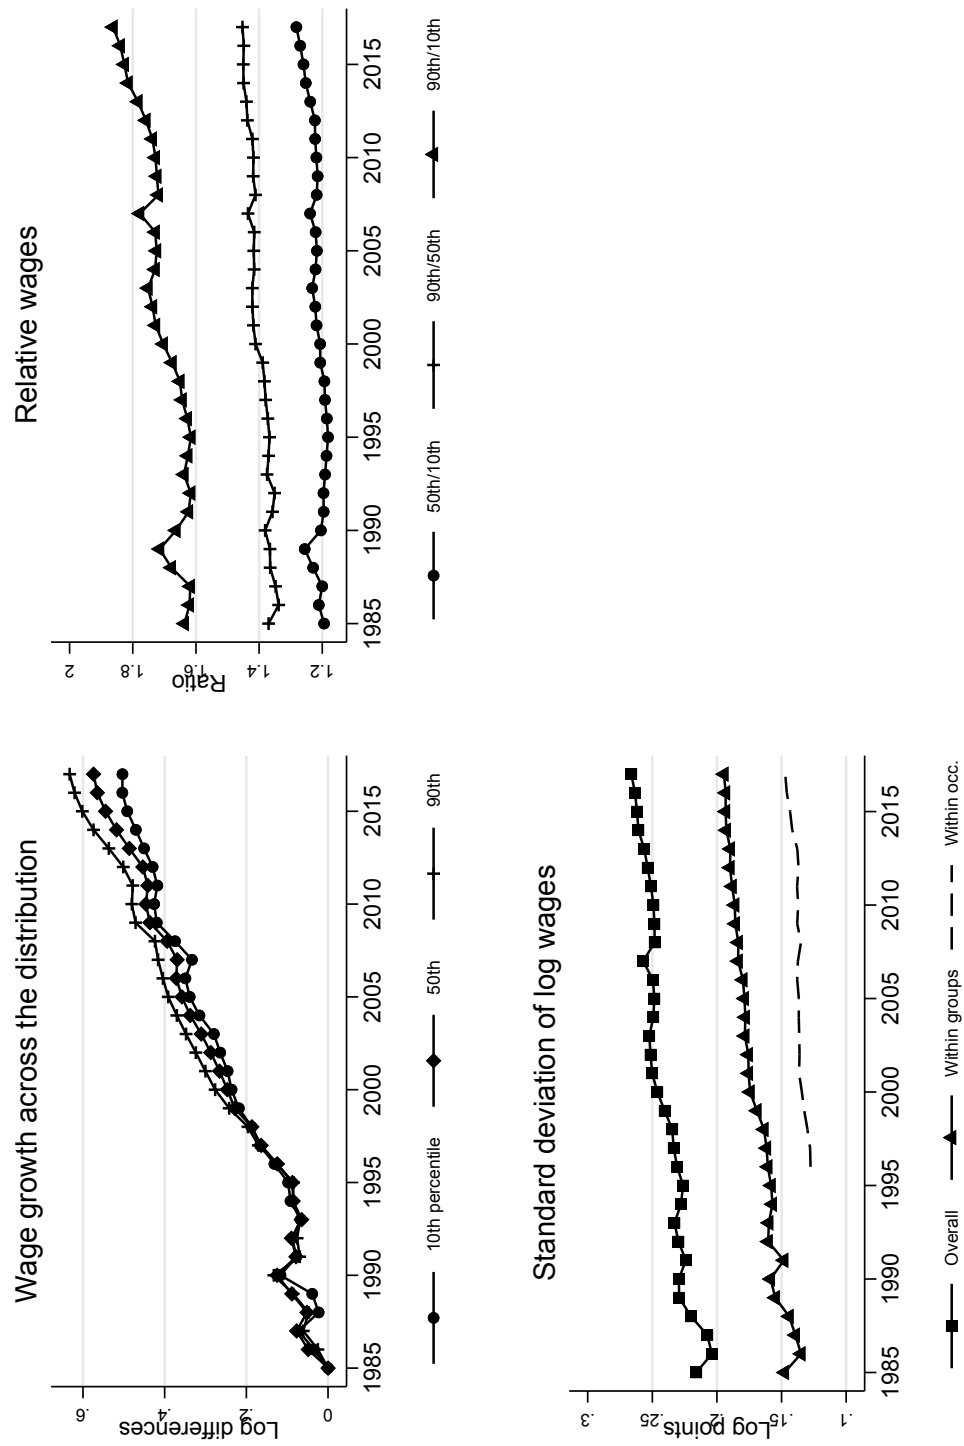 Wage growth across the distribution
Log differences
0 .2 .4 .6
1985 1990 1995 2000 2005 2010 2015
10th percentile 50th 90th
Relative wages
Ratio
1.2 1.4 1.6 1.8 2
1985 1990 1995 2000 2005 2010 2015
50th/10th 90th/50th 90th/10th
Standard deviation of log wages
Log points
.1 .15 .2 .25 .3
1985 1990 1995 2000 2005 2010 2015
Overall Within groups Within occ.